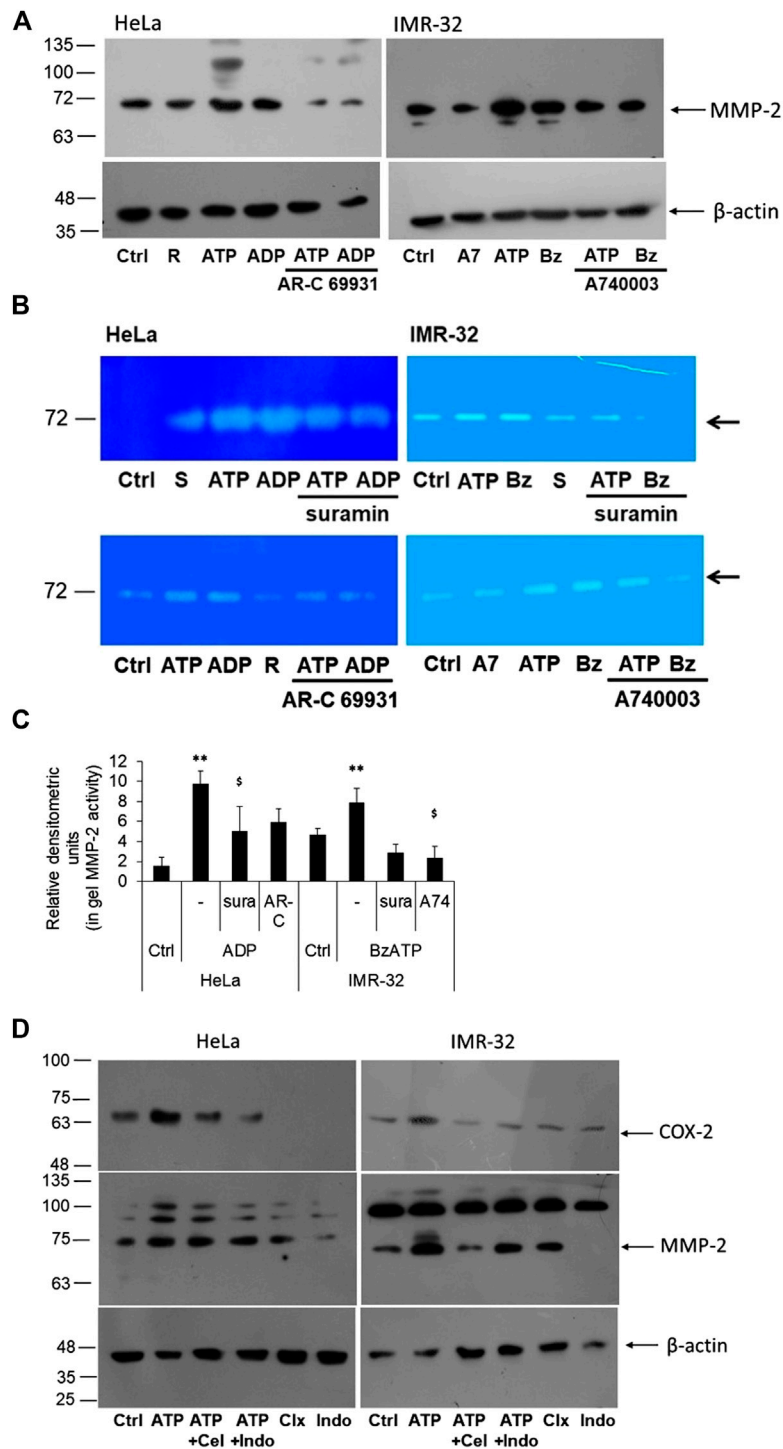 A
HeLa
IMR-32
135
100
72
63
48
35
MMP-2
β-actin
Ctrl R ATP ADP ATP ADP
AR-C 69931
Ctrl A7 ATP Bz ATP Bz
A740003
B
HeLa
IMR-32
72
Ctrl S ATP ADP ATP ADP
suramin
Ctrl ATP Bz S ATP Bz
suramin
72
Ctrl ATP ADP R ATP ADP
AR-C 69931
Ctrl A7 ATP Bz ATP Bz
A740003
C
Relative densitometric
units
(in gel MMP-2 activity)
12
10
8
6
4
2
0
**
$
**
$
- sura AR-
C
- sura A74
Ctrl ADP Ctrl BzATP
HeLa IMR-32
D
HeLa
IMR-32
100
75
63
48
COX-2
135
100
75
63
MMP-2
48
35
25
β-actin
Ctrl ATP ATP ATP Clx Indo
+Cel +Indo
Ctrl ATP ATP ATP Clx Indo
+Cel +Indo